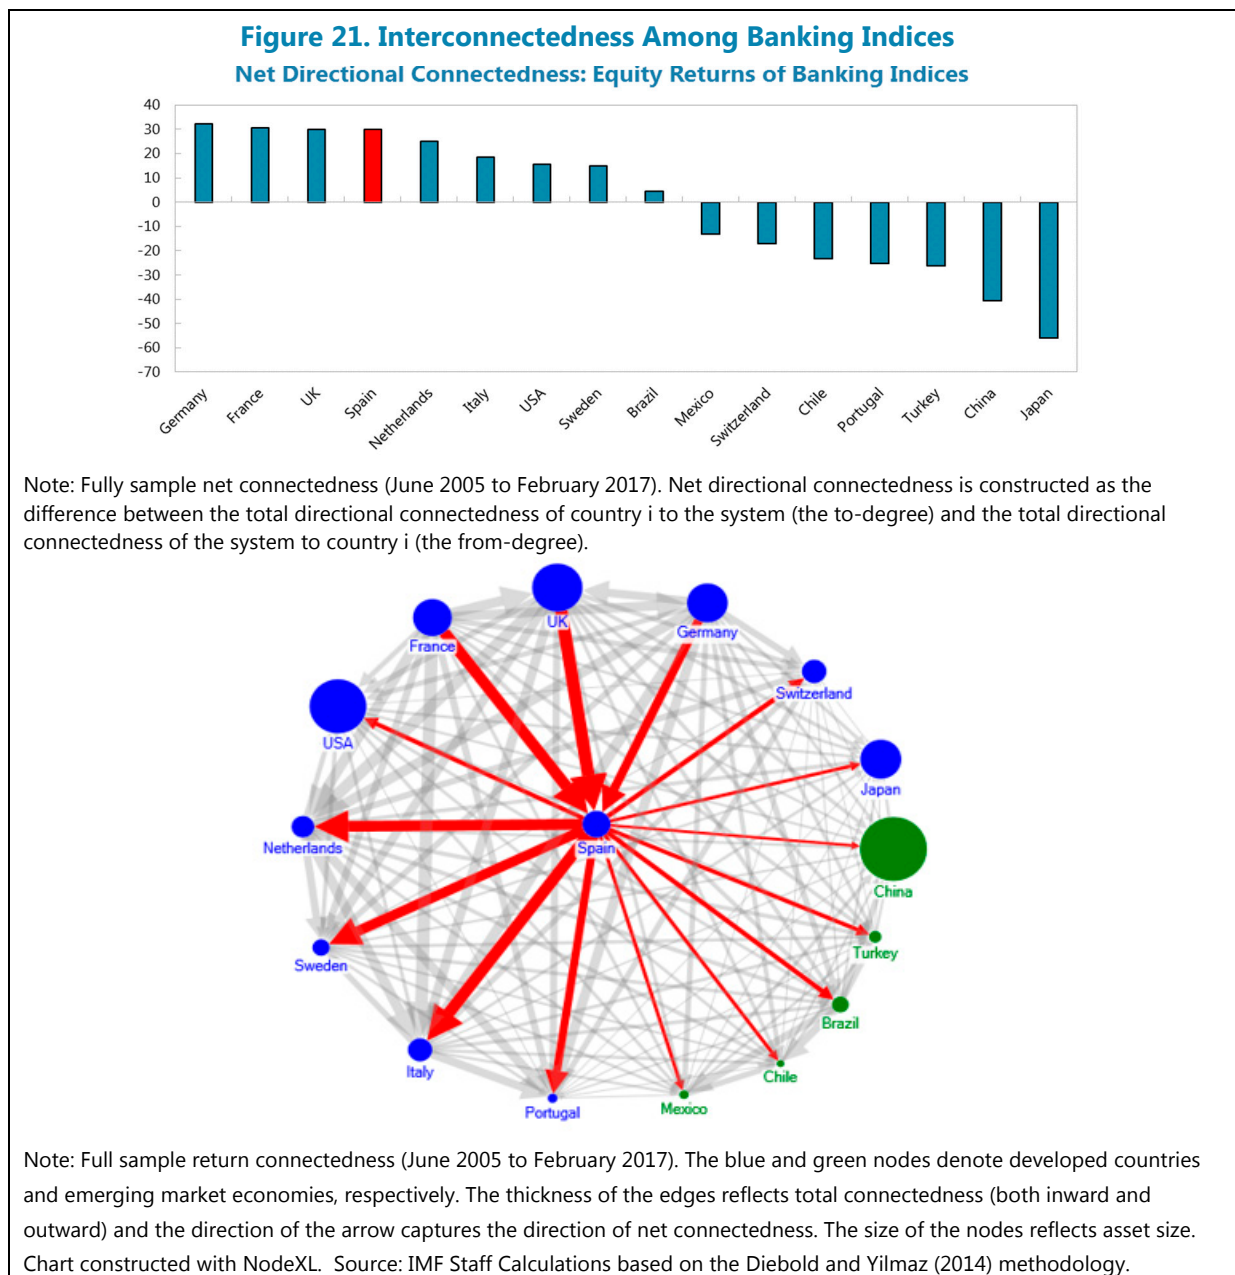 Figure 21. Interconnectedness Among Banking Indices
Net Directional Connectedness: Equity Returns of Banking Indices
40
30
20
10
0
-10
-20
-30
-40
-50
-60
-70
Germany
France
UK
Spain
Netherlands
Italy
USA
Sweden
Brazil
Mexico
Switzerland
Chile
Portugal
Turkey
China
Japan
Note: Fully sample net connectedness (June 2005 to February 2017). Net directional connectedness is constructed as the
difference between the total directional connectedness of country i to the system (the to-degree) and the total directional
connectedness of the system to country i (the from-degree).
UK
Germany
France
Switzerland
USA
Japan
Netherlands
Spain
China
Turkey
Sweden
Brazil
Italy
Chile
Mexico
Portugal
Note: Full sample return connectedness (June 2005 to February 2017). The blue and green nodes denote developed countries
and emerging market economies, respectively. The thickness of the edges reflects total connectedness (both inward and
outward) and the direction of the arrow captures the direction of net connectedness. The size of the nodes reflects asset size.
Chart constructed with NodeXL. Source: IMF Staff Calculations based on the Diebold and Yilmaz (2014) methodology.